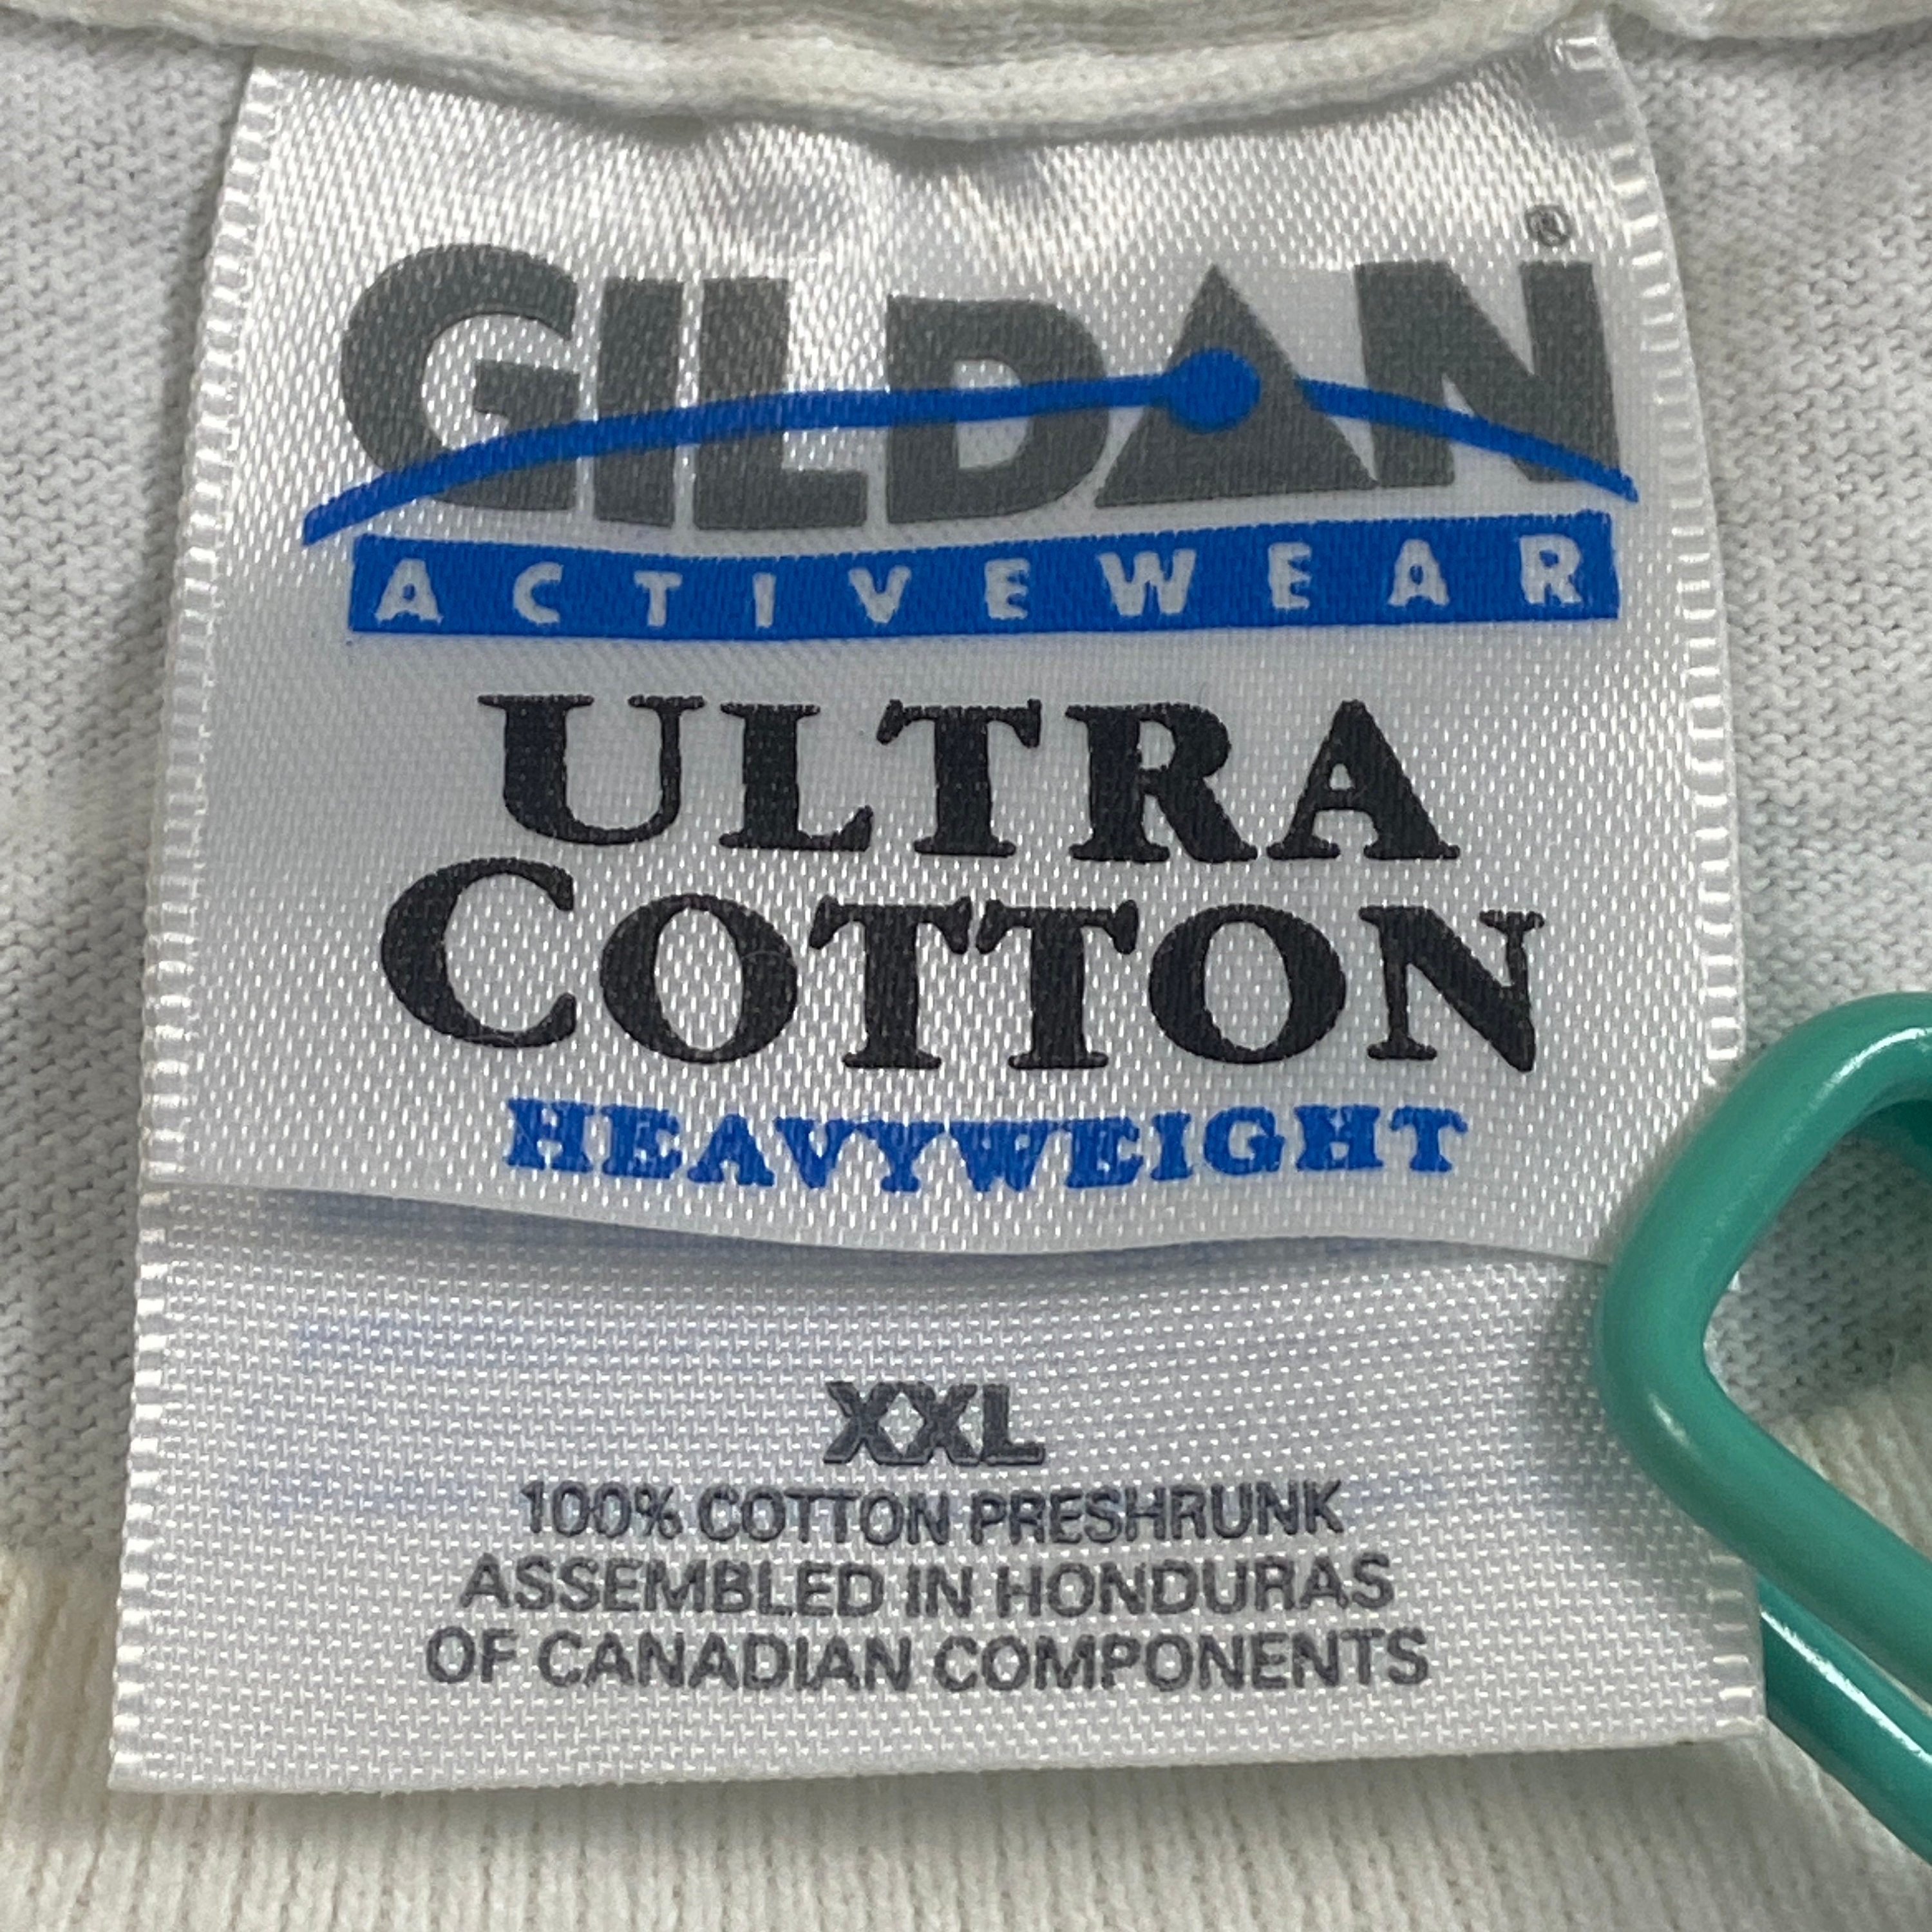 GILDAN®
ACTIVEWEAR
ULTRA
COTTON
HEAVYWEIGHT
XXL
100% COTTON PRESHRUNK
ASSEMBLED IN HONDURAS
OF CANADIAN COMPONENTS